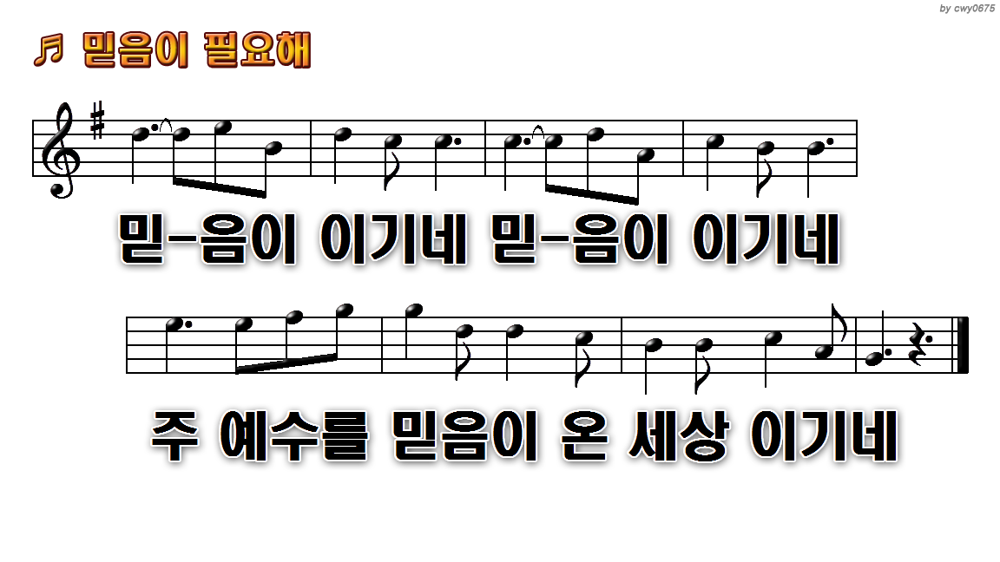 by cwy0675
♬ 믿음이 필요해
믿-음이 이기네 믿-음이 이기네
주 예수를 믿음이 온 세상 이기네